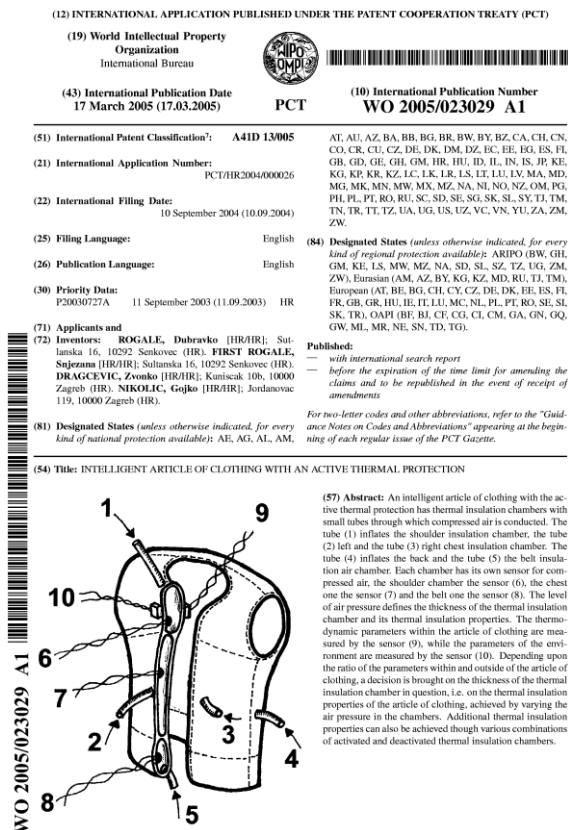 (12) INTERNATIONAL APPLICATION PUBLISHED UNDER THE PATENT COOPERATION TREATY (PCT)
(19) World Intellectual Property
Organization
International Bureau
WIPO
OMPI
(43) International Publication Date
17 March 2005 (17.03.2005)
PCT
(10) International Publication Number
WO 2005/023029 A1
(51) International Patent Classification7: A41D 13/005
(21) International Application Number:
PCT/HR2004/000026
(22) International Filing Date:
10 September 2004 (10.09.2004)
(25) Filing Language: English
(26) Publication Language: English
(30) Priority Data:
P20030727A 11 September 2003 (11.09.2003) HR
(71) Applicants and
(72) Inventors: ROGALE, Dubravko [HR/HR]; Sut-
lanska 16, 10292 Senkovec (HR). FIRST ROGALE,
Snjezana [HR/HR]; Sultanska 16, 10292 Senkovec (HR).
DRAGCEVIC, Zvonko [HR/HR]; Kuniscak 10b, 10000
Zagreb (HR). NIKOLIC, Gojko [HR/HR]; Jordanovac
119, 10000 Zagreb (HR).
(81) Designated States (unless otherwise indicated, for every
kind of national protection available): AE, AG, AL, AM,
AT, AU, AZ, BA, BB, BG, BR, BW, BY, BZ, CA, CH, CN,
CO, CR, CU, CZ, DE, DK, DM, DZ, EC, EE, EG, ES, FI,
GB, GD, GE, GH, GM, HR, HU, ID, IL, IN, IS, JP, KE,
KG, KP, KR, KZ, LC, LK, LR, LS, LT, LU, LV, MA, MD,
MG, MK, MN, MW, MX, MZ, NA, NI, NO, NZ, OM, PG,
PH, PL, PT, RO, RU, SC, SD, SE, SG, SK, SL, SY, TJ, TM,
TN, TR, TT, TZ, UA, UG, US, UZ, VC, VN, YU, ZA, ZM,
ZW.
(84) Designated States (unless otherwise indicated, for every
kind of regional protection available): ARIPO (BW, GH,
GM, KE, LS, MW, MZ, NA, SD, SL, SZ, TZ, UG, ZM,
ZW), Eurasian (AM, AZ, BY, KG, KZ, MD, RU, TJ, TM),
European (AT, BE, BG, CH, CY, CZ, DE, DK, EE, ES, FI,
FR, GB, GR, HU, IE, IT, LU, MC, NL, PL, PT, RO, SE, SI,
SK, TR), OAPI (BF, BJ, CF, CG, CI, CM, GA, GN, GQ,
GW, ML, MR, NE, SN, TD, TG).
Published:
— with international search report
— before the expiration of the time limit for amending the
claims and to be republished in the event of receipt of
amendments
For two-letter codes and other abbreviations, refer to the "Guid-
ance Notes on Codes and Abbreviations" appearing at the begin-
ning of each regular issue of the PCT Gazette.
(54) Title: INTELLIGENT ARTICLE OF CLOTHING WITH AN ACTIVE THERMAL PROTECTION
1
9
10
6
7
2
3
4
8
5
(57) Abstract: An intelligent article of clothing with the ac-
tive thermal protection has thermal insulation chambers with
small tubes through which compressed air is conducted. The
tube (1) inflates the shoulder insulation chamber, the tube
(2) left and the tube (3) right chest insulation chamber. The
tube (4) inflates the back and the tube (5) the belt insula-
tion air chamber. Each chamber has its own sensor for com-
pressed air, the shoulder chamber the sensor (6), the chest
one the sensor (7) and the belt one the sensor (8). The level
of air pressure defines the thickness of the thermal insulation
chamber and its thermal insulation properties. The thermo-
dynamic parameters within the article of clothing are mea-
sured by the sensor (9), while the parameters of the envi-
ronment are measured by the sensor (10). Depending upon
the ratio of the parameters within and outside of the article of
clothing, a decision is brought on the thickness of the thermal
insulation chamber in question, i.e. on the thermal insulation
properties of the article of clothing, achieved by varying the
air pressure in the chambers. Additional thermal insulation
properties can also be achieved though various combinations
of activated and deactivated thermal insulation chambers.
WO 2005/023029 A1